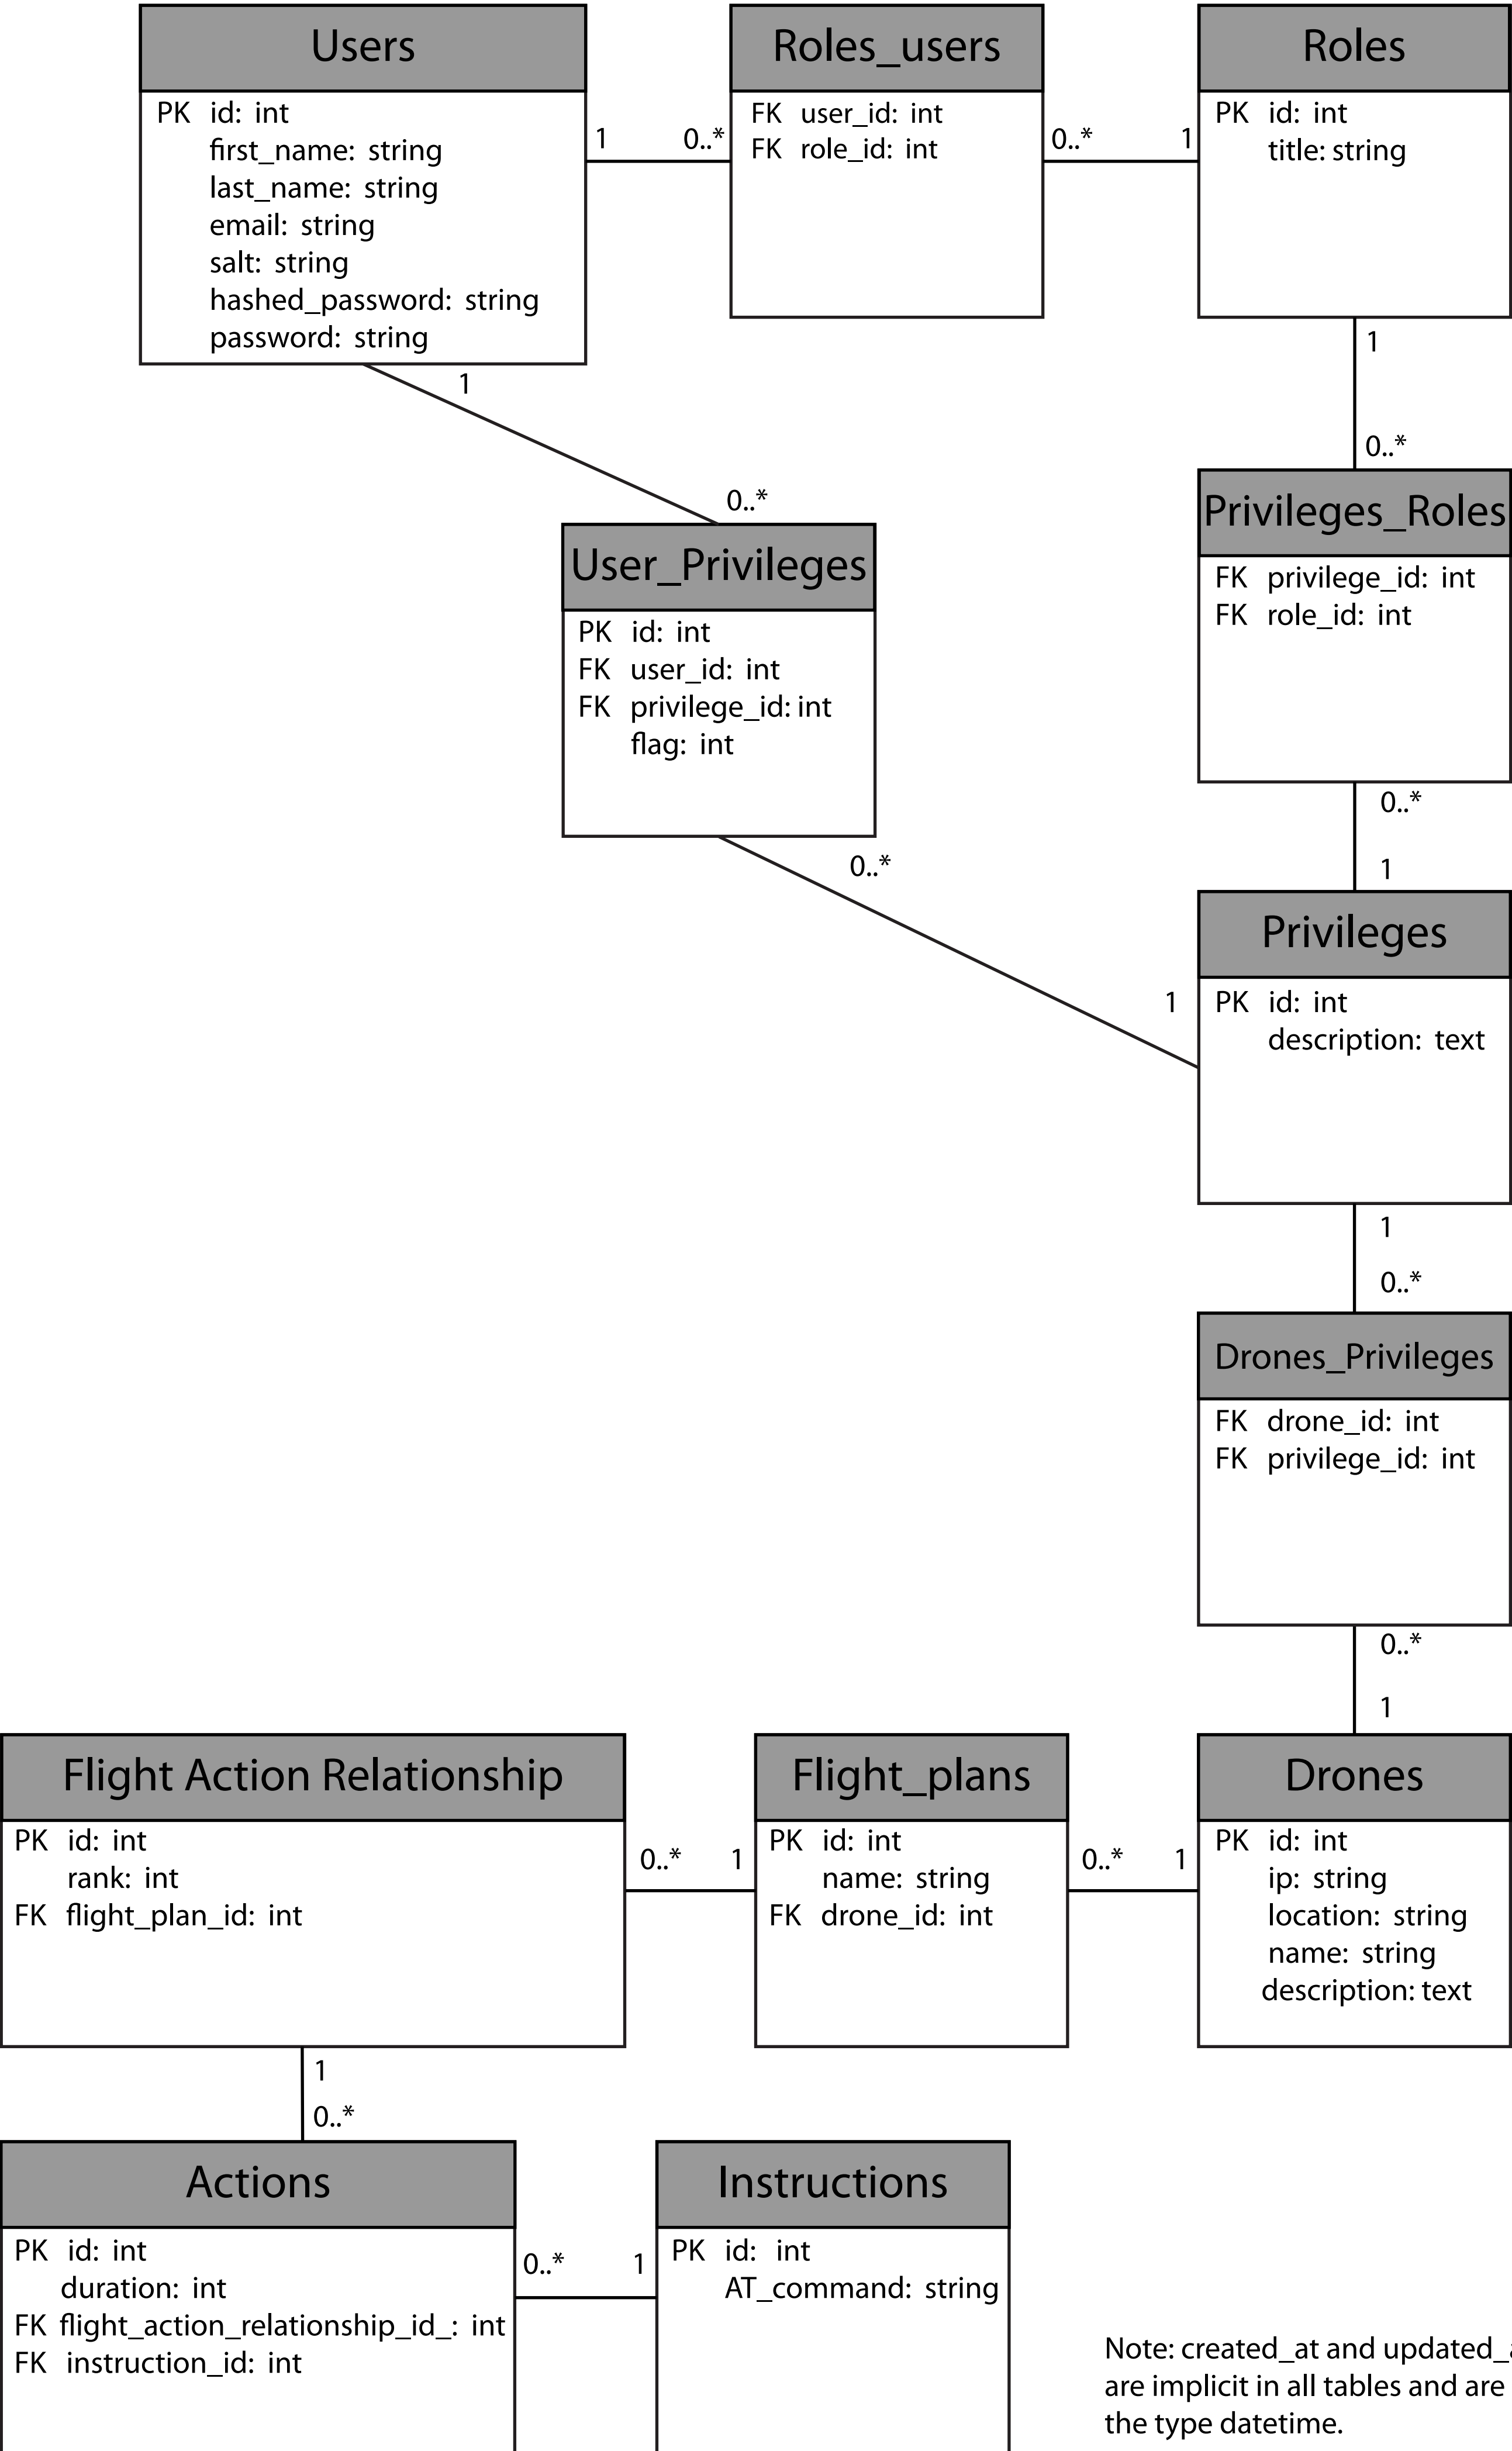 Users
PK id: int
first_name: string
last_name: string
email: string
salt: string
hashed_password: string
password: string
1
0..*
Roles_users
FK user_id: int
FK role_id: int
0..*
1
Roles
PK id: int
title: string
1
0..*
1
0..*
User_Privileges
PK id: int
FK user_id: int
FK privilege_id: int
flag: int
0..*
1
Privileges_Roles
FK privilege_id: int
FK role_id: int
0..*
1
Privileges
PK id: int
description: text
1
0..*
Drones_Privileges
FK drone_id: int
FK privilege_id: int
0..*
1
Flight Action Relationship
PK id: int
rank: int
FK flight_plan_id: int
0..*
1
Flight_plans
PK id: int
name: string
FK drone_id: int
0..*
1
Drones
PK id: int
ip: string
location: string
name: string
description: text
1
0..*
Actions
PK id: int
duration: int
FK flight_action_relationship_id_: int
FK instruction_id: int
0..*
1
Instructions
PK id: int
AT_command: string
Note: created_at and
are implicit in all tables and are
the type datetime.